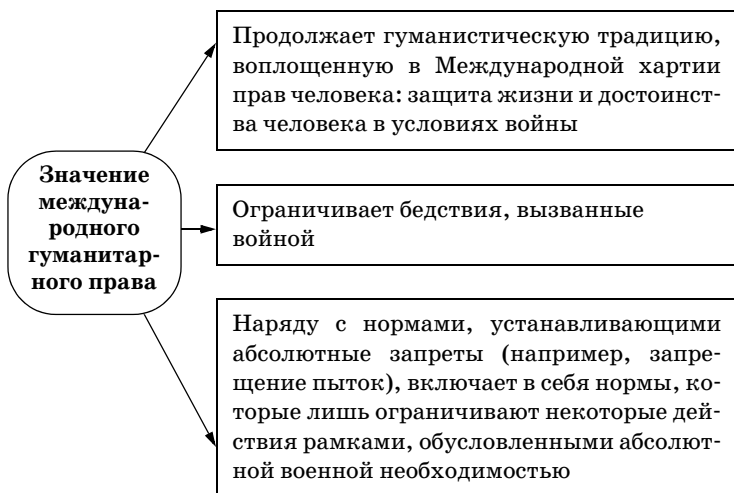 Продолжает гуманистическую традицию,
воплощенную в Международной хартии
прав человека: защита жизни и достоинст-
ва человека в условиях войны
Значение
междуна-
родного
гуманитар-
ного права
Ограничивает бедствия, вызванные
войной
Наряду с нормами, устанавливающими
абсолютные запреты (например, запре-
щение пыток), включает в себя нормы, ко-
торые лишь ограничивают некоторые дей-
ствия рамками, обусловленными абсолют-
ной военной необходимостью